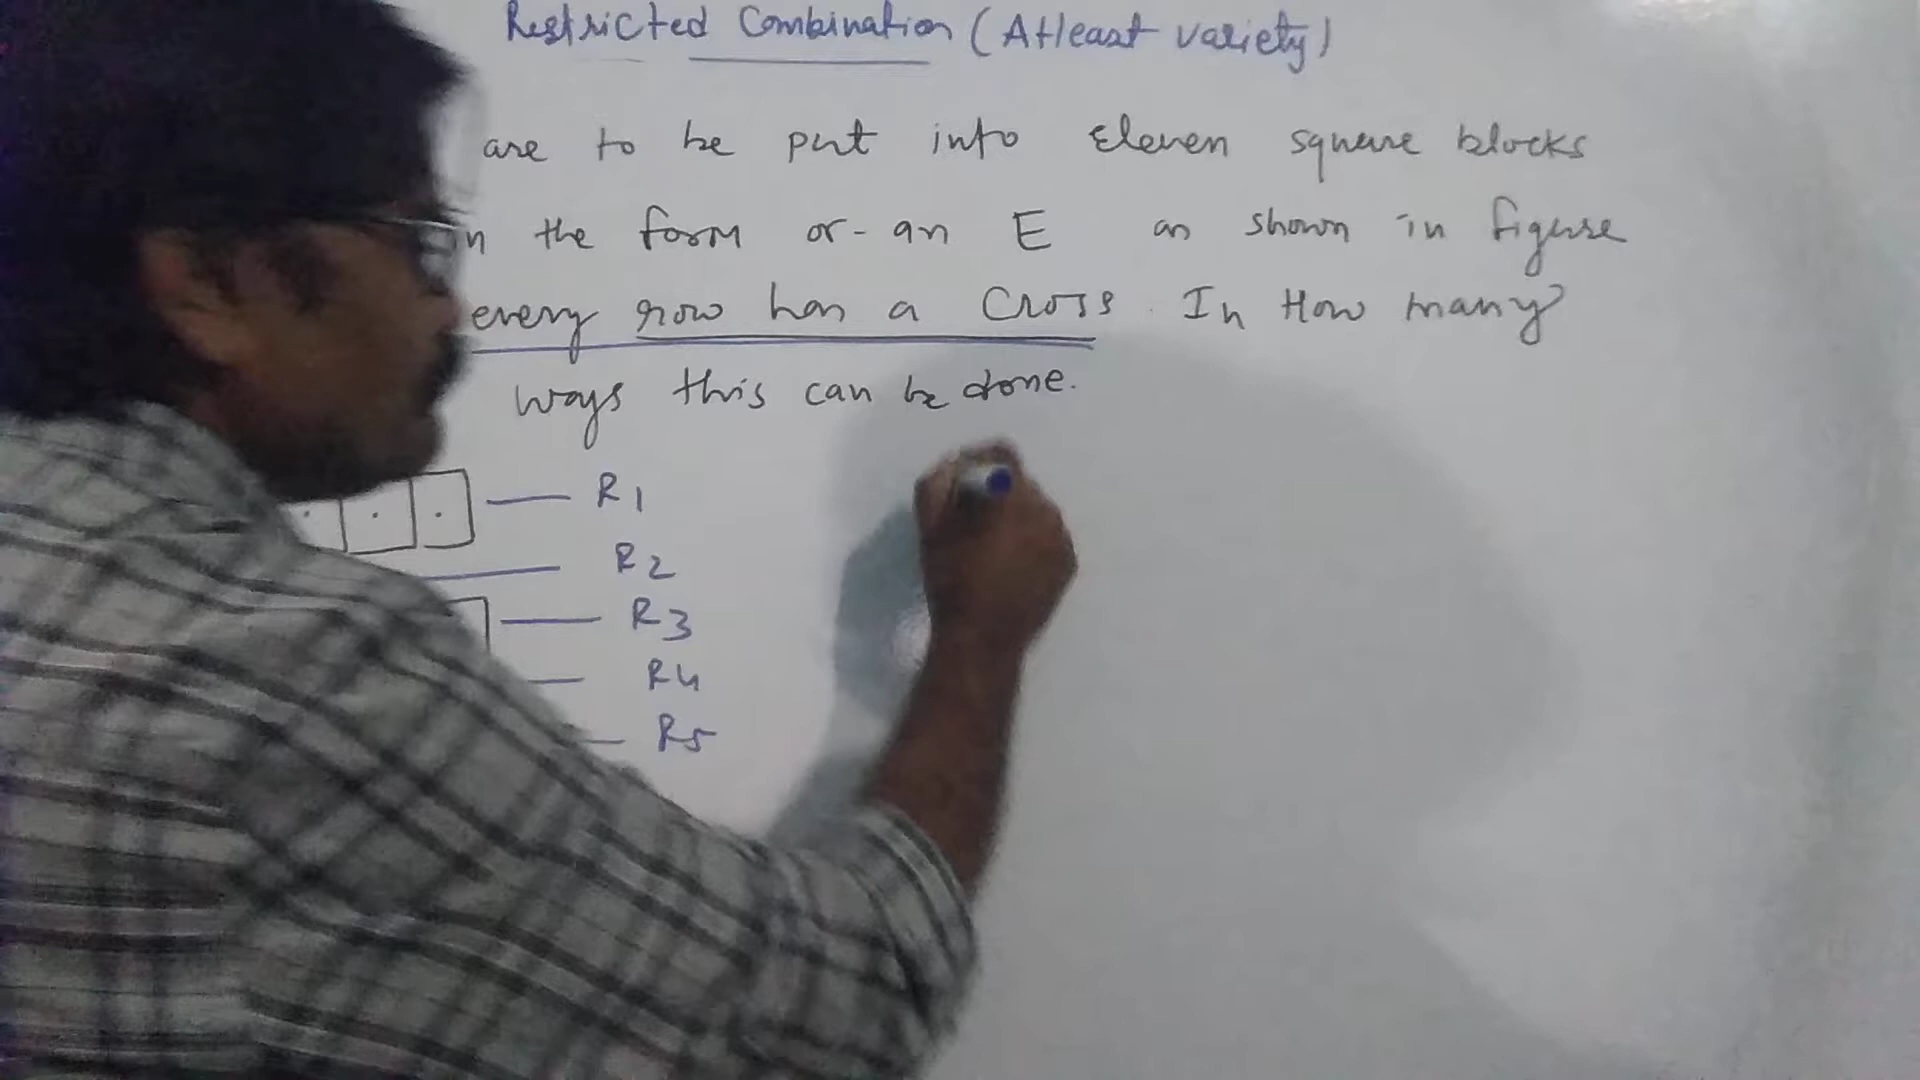 Restricted Combination (Atleast variety)
are to be put into Eleven square blocks
in the form or- an E as shown in figure
every row has a Cross. In How many
ways this can be done.
R1
R2
R3
R4
R5